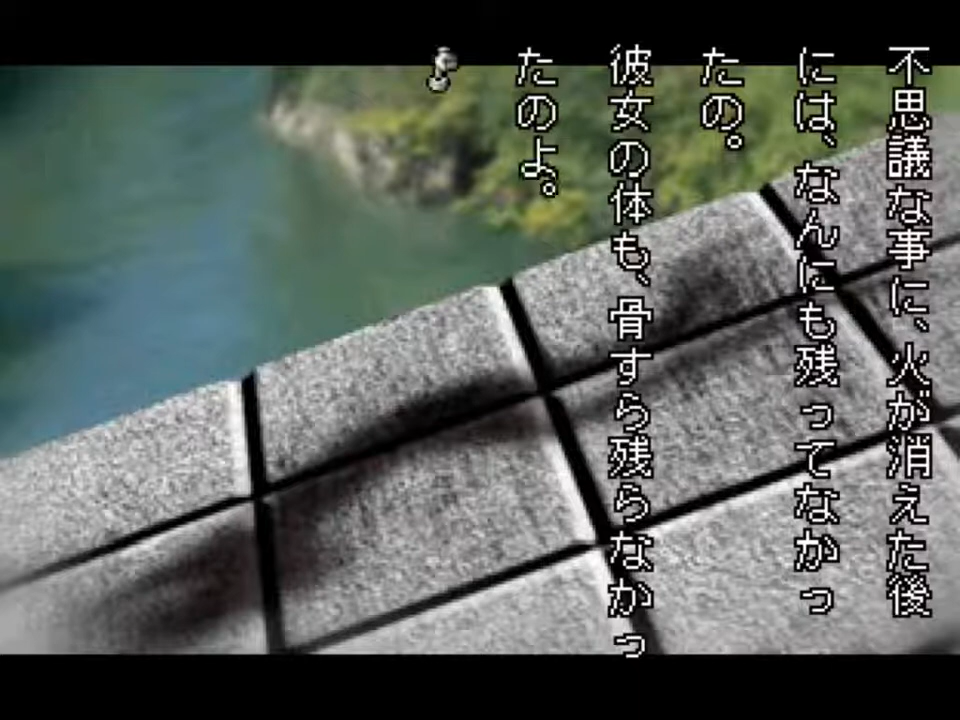 不思議な事に、火が消えた後
には、なんにも残ってなかっ
たの。
彼女の体も、骨すら残らなかっ
たのよ。